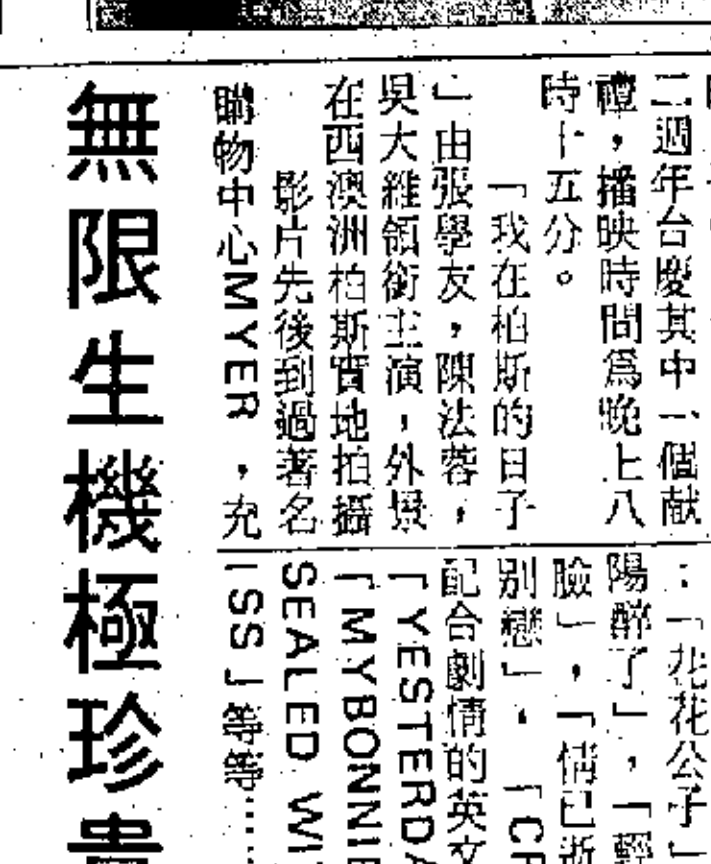 二週年台慶其中一個献
禮，播映時間爲晚上八
時十五分。
「我在柏斯的日子
」由張學友，陳法蓉，
吳大維領銜主演，外景
在西澳洲柏斯實地拍攝
影片先後到過著名
購物中心MYER，充
：「花花公子」
陽醉了」，「輕
臉」，「情已逝
別戀」，「CR
配合劇情的英文
「YESTERDA
「MYBONNIE
SEALED WI
ISS」等等……
無限生機極珍貴